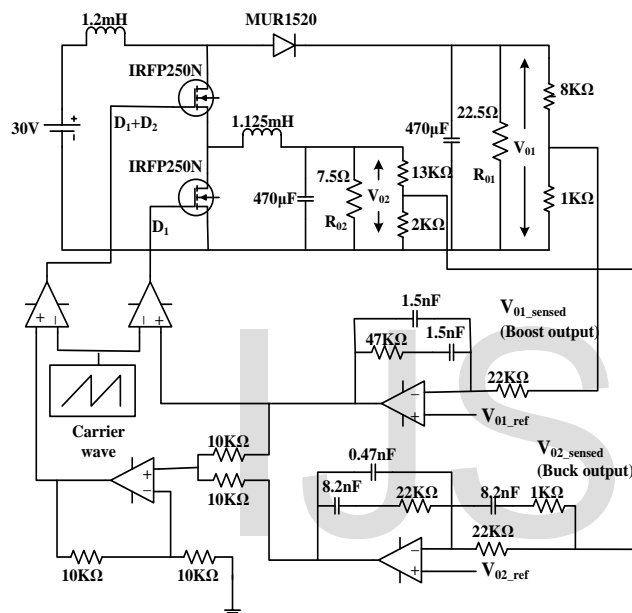 1.2mH
MUR1520
IRFP250N
30V
D1+D2
1.125mH
IRFP250N
D1
470µF
7.5Ω
R02
V02
13KΩ
2KΩ
470µF
22.5Ω
R01
V01
8KΩ
1KΩ
1.5nF
47KΩ
1.5nF
V01_sensed
(Boost output)
22KΩ
V01_ref
Carrier
wave
10KΩ
10KΩ
0.47nF
8.2nF
22KΩ
8.2nF
1KΩ
22KΩ
V02_sensed
(Buck output)
V02_ref
10KΩ
10KΩ
IJS